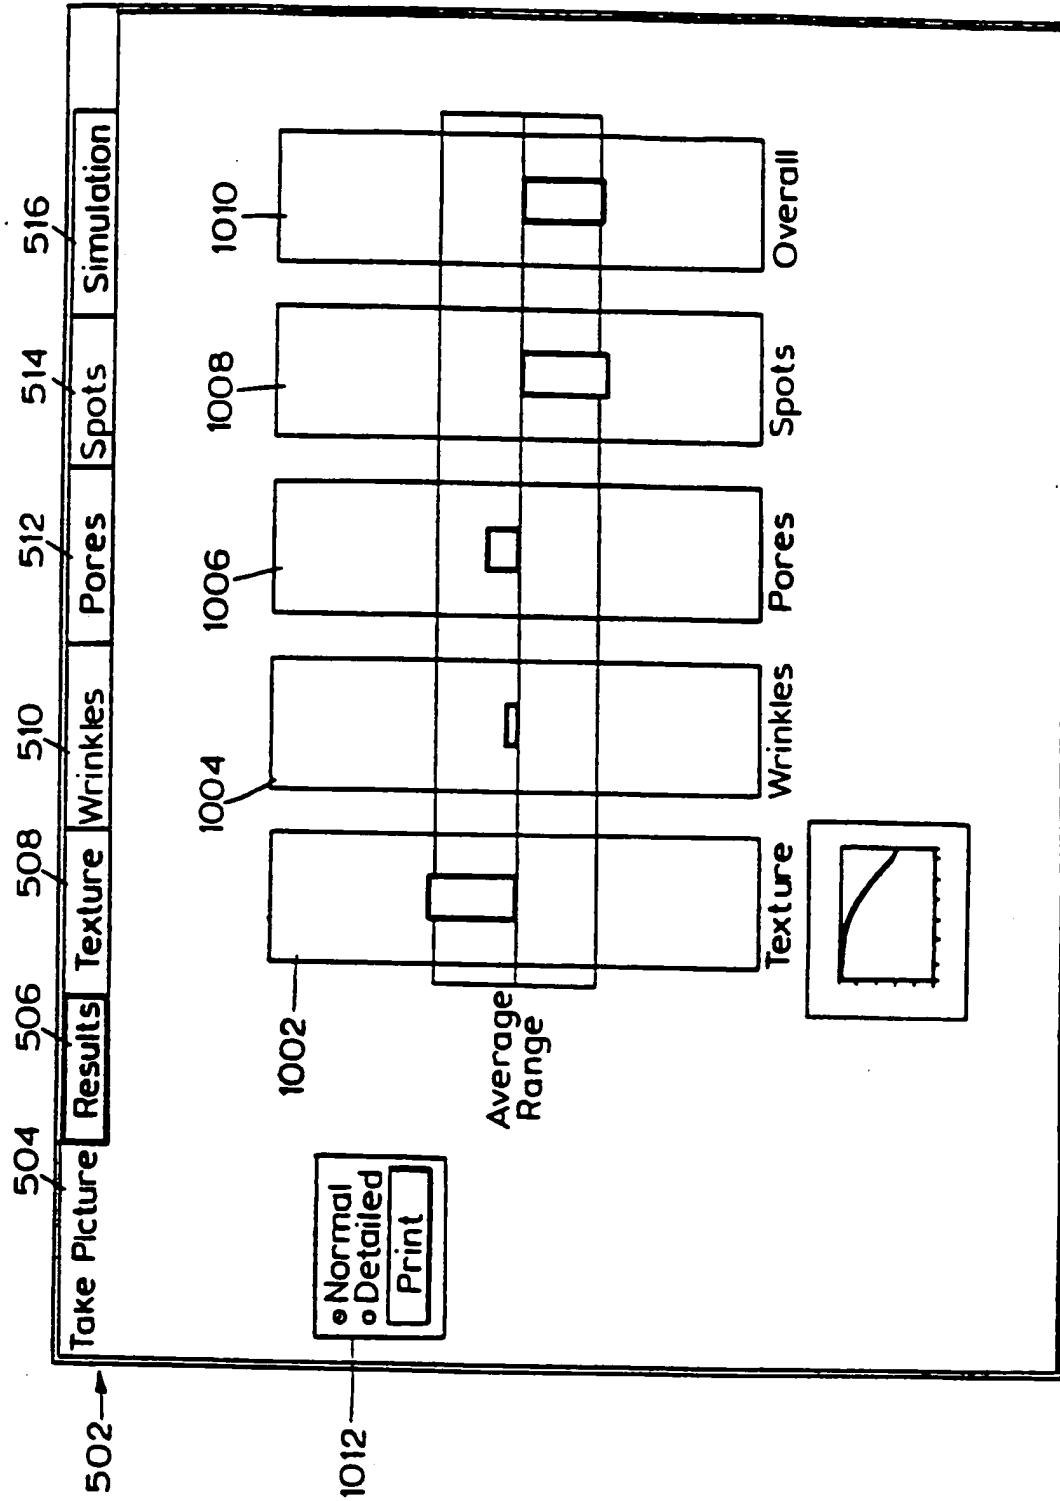 502
504
506
508
510
512
514
516
Take Picture
Results
Texture
Wrinkles
Pores
Spots
Simulation
1002
1004
1006
1008
1010
1012
Normal
Detailed
Print
Average
Range
Texture
Wrinkles
Pores
Spots
Overall